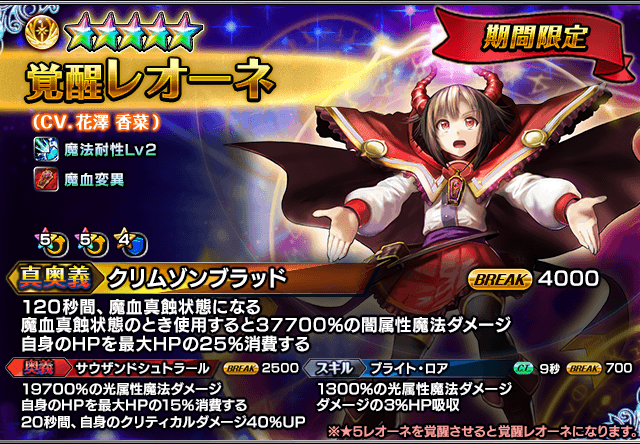 期間限定
覚醒レオーネ
(CV.花澤 香菜)
魔法耐性Lv2
魔血変異
5 5 4
真奥義 クリムゾンブラッド BREAK 4000
120秒間、魔血真蝕状態になる
魔血真蝕状態のとき使用すると37700%の闇属性魔法ダメージ
自身のHPを最大HPの25%消費する
奥義 サウザンドシュトラール BREAK 2500
19700%の光属性魔法ダメージ
自身のHPを最大HPの15%消費する
20秒間、自身のクリティカルダメージ40%UP
スキル ブライト・ロア C.T. 9秒 BREAK 700
1300%の光属性魔法ダメージ
ダメージの3%HP吸収
※★5レオーネを覚醒させると覚醒レオーネになります。